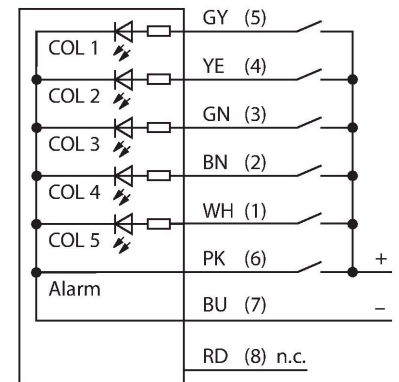 GY (5)
COL 1
YE (4)
COL 2
GN (3)
COL 3
BN (2)
COL 4
WH (1)
COL 5
PK (6) +
Alarm
BU (7) –
RD (8) n.c.